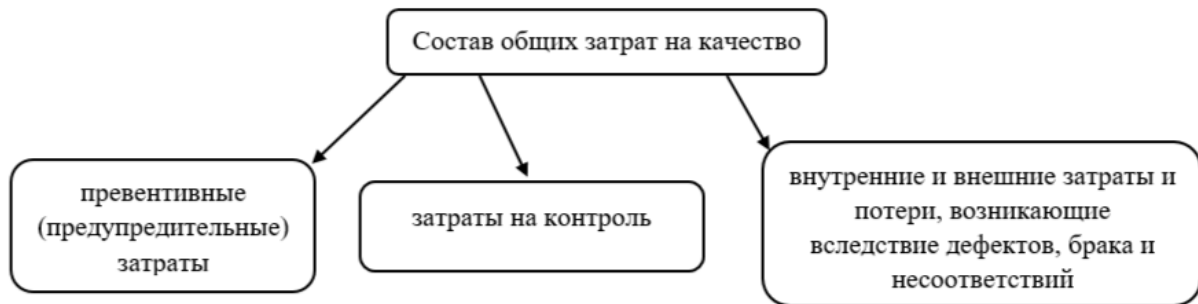 Состав общих затрат на качество
превентивные
(предупредительные)
затраты
затраты на контроль
внутренние и внешние затраты и
потери, возникающие
вследствие дефектов, брака и
несоответствий